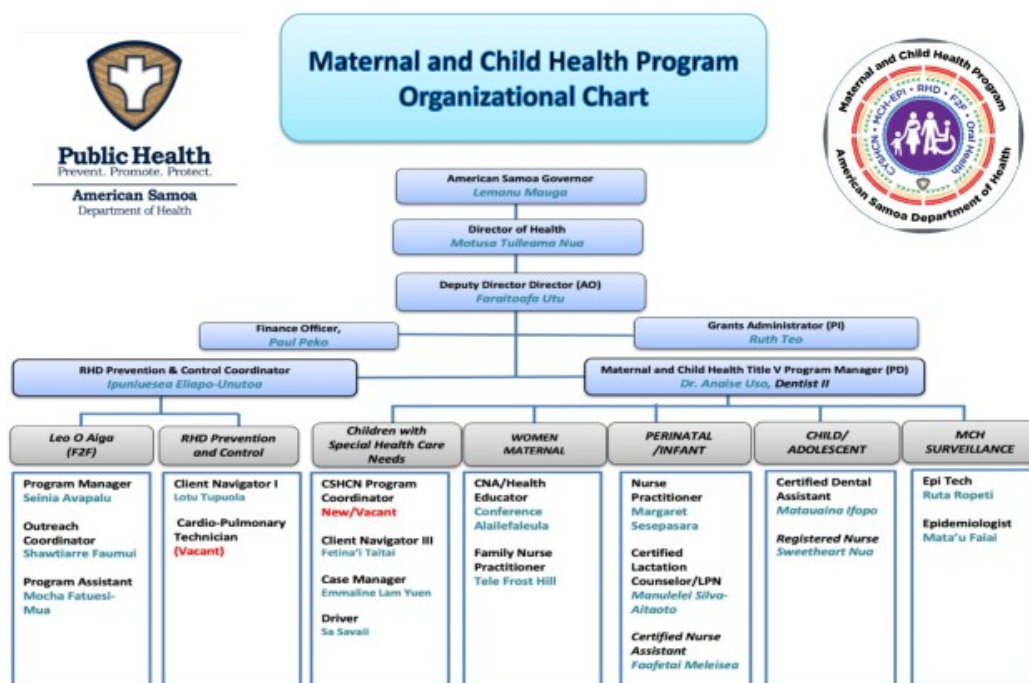 Maternal and Child Health Program
Organizational Chart
Public Health
Prevent. Promote. Protect.
American Samoa
Department of Health
Maternal and Child Health Program
CYSHCN • MCH-EPI • RHD • F2F • Oral Health
American Samoa Department of Health
American Samoa Governor
Lemanu Mauga
Director of Health
Motusa Tuileama Nua
Deputy Director Director (AO)
Faraitoafa Utu
Finance Officer,
Paul Peko
Grants Administrator (PI)
Ruth Teo
RHD Prevention & Control Coordinator
Ipuniuesea Eliapo-Unutoa
Maternal and Child Health Title V Program Manager (PD)
Dr. Anaise Uso, Dentist II
Leo O Aiga
(F2F)
Program Manager
Seinia Avapalu
Outreach
Coordinator
Shawtiarre Faumui
Program Assistant
Mocha Fatuesi-
Mua
RHD Prevention
and Control
Client Navigator I
Lotu Tupuola
Cardio-Pulmonary
Technician
(Vacant)
Children with
Special Health Care
Needs
CSHCN Program
Coordinator
New/Vacant
Client Navigator III
Fetina'i Taitai
Case Manager
Emmaline Lam Yuen
Driver
Sa Savaii
WOMEN
MATERNAL
CNA/Health
Educator
Conference
Alailefaleula
Family Nurse
Practitioner
Tele Frost Hill
PERINATAL
/INFANT
Nurse
Practitioner
Margaret
Sesepasara
Certified
Lactation
Counselor/LPN
Manulelei Silva-
Aitaoto
Certified Nurse
Assistant
Faafetai Meleisea
CHILD/
ADOLESCENT
Certified Dental
Assistant
Matauaina Ifopo
Registered Nurse
Sweetheart Nua
MCH
SURVEILLANCE
Epi Tech
Ruta Ropeti
Epidemiologist
Mata'u Faiai